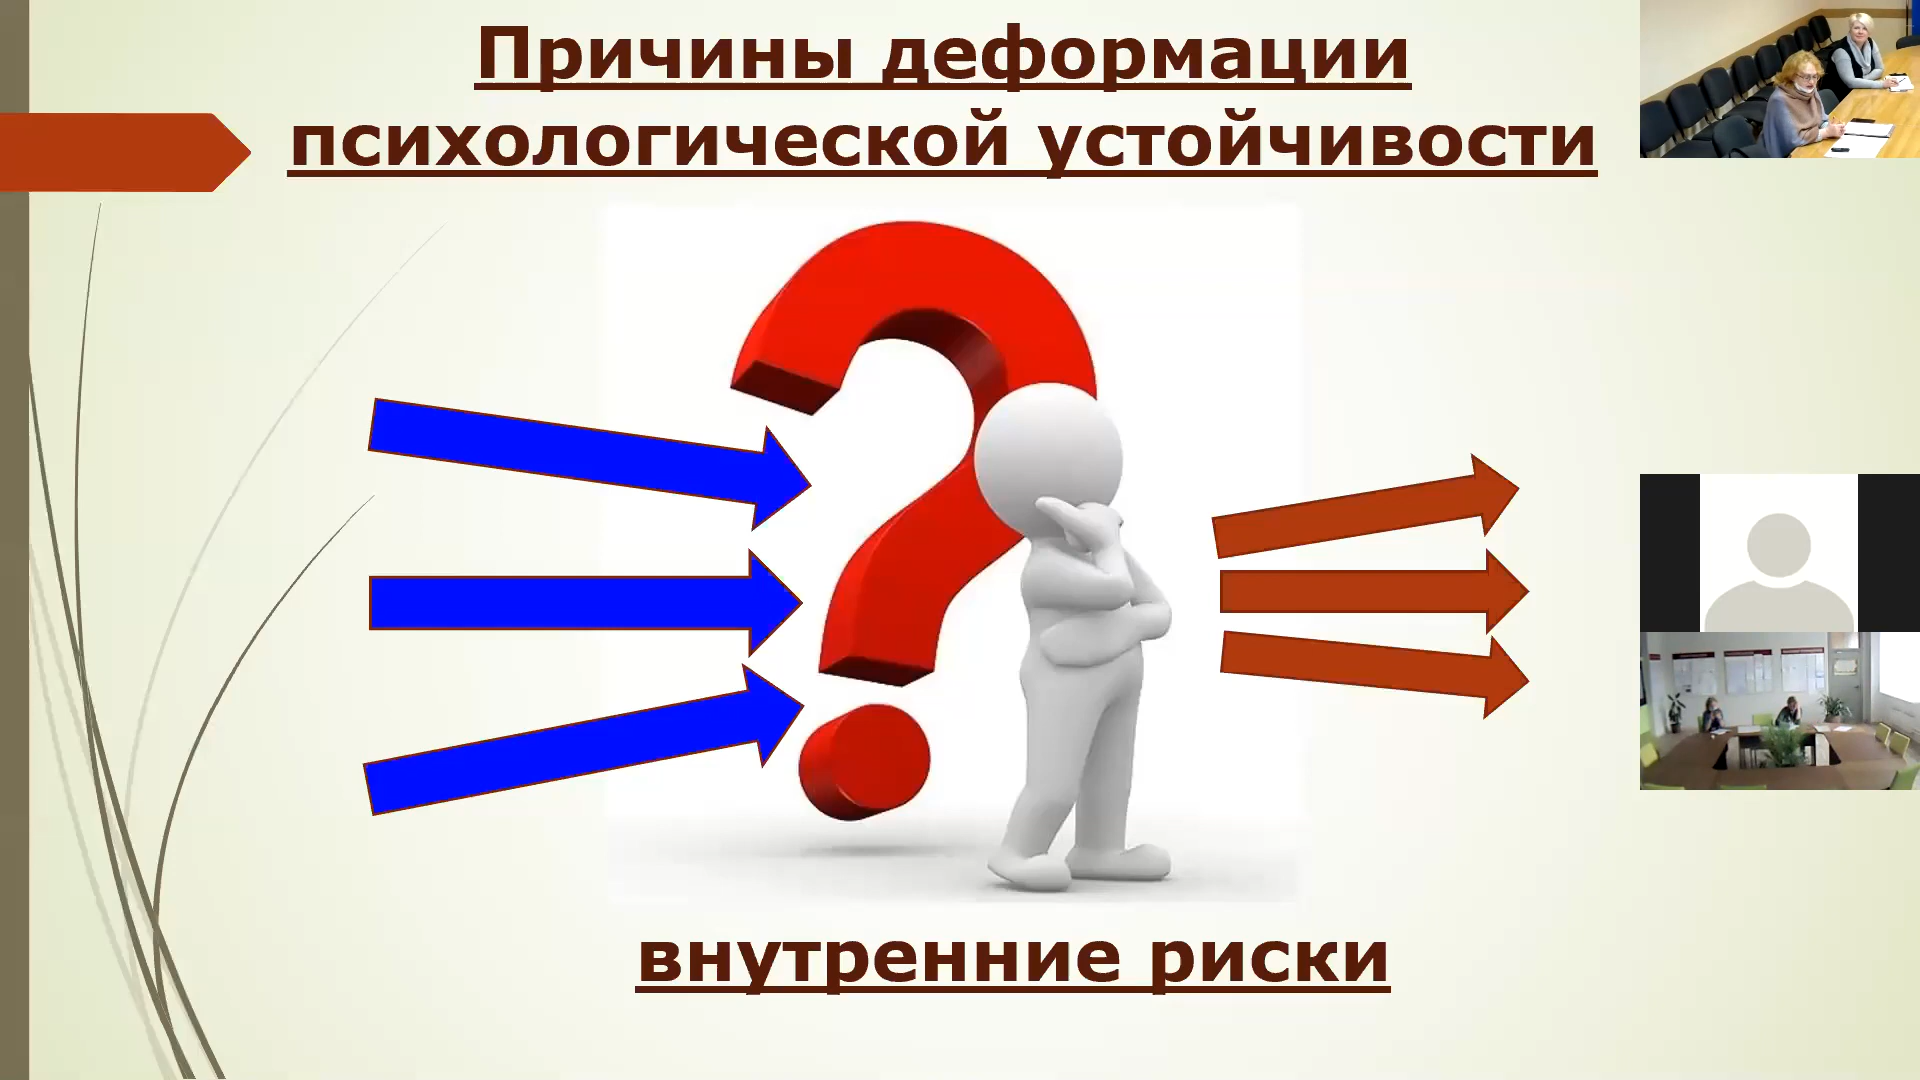 Причины деформации
психологической устойчивости
внутренние риски